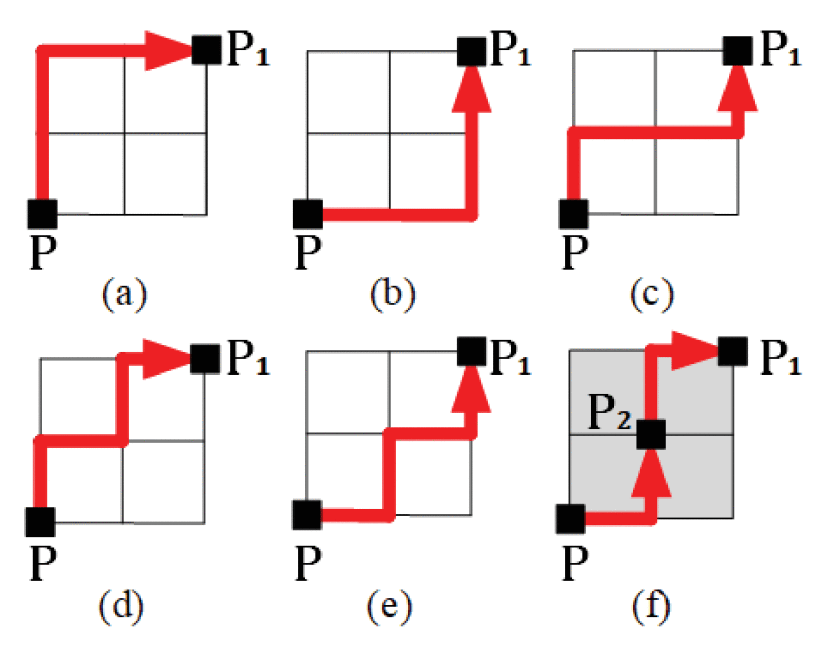 P₁ P₁ P₁
P P P
(a) (b) (c)
P₁ P₁ P₁
P₂
P P P
(d) (e) (f)